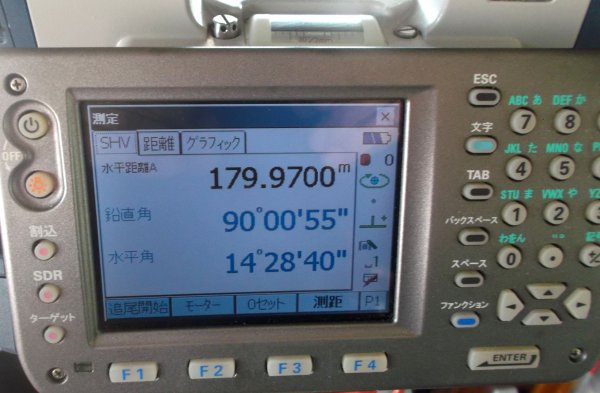 測定 ×
SHV 距離 グラフィック
水平距離A 179.9700 m 0
鉛直角 90°00'55"
水平角 14°28'40"
1
追尾開始 モーター 0セット 測距 P1
OFF
割込
SDR
ターゲット
F1 F2 F3 F4
ESC
文字
TAB
バックスペース
スペース
ファンクション
ABC あ DEF か
7 8
JKL た MNO な
4 5
STU ま VWX や
1 2
わをん 記号
0 . +/-
ENTER